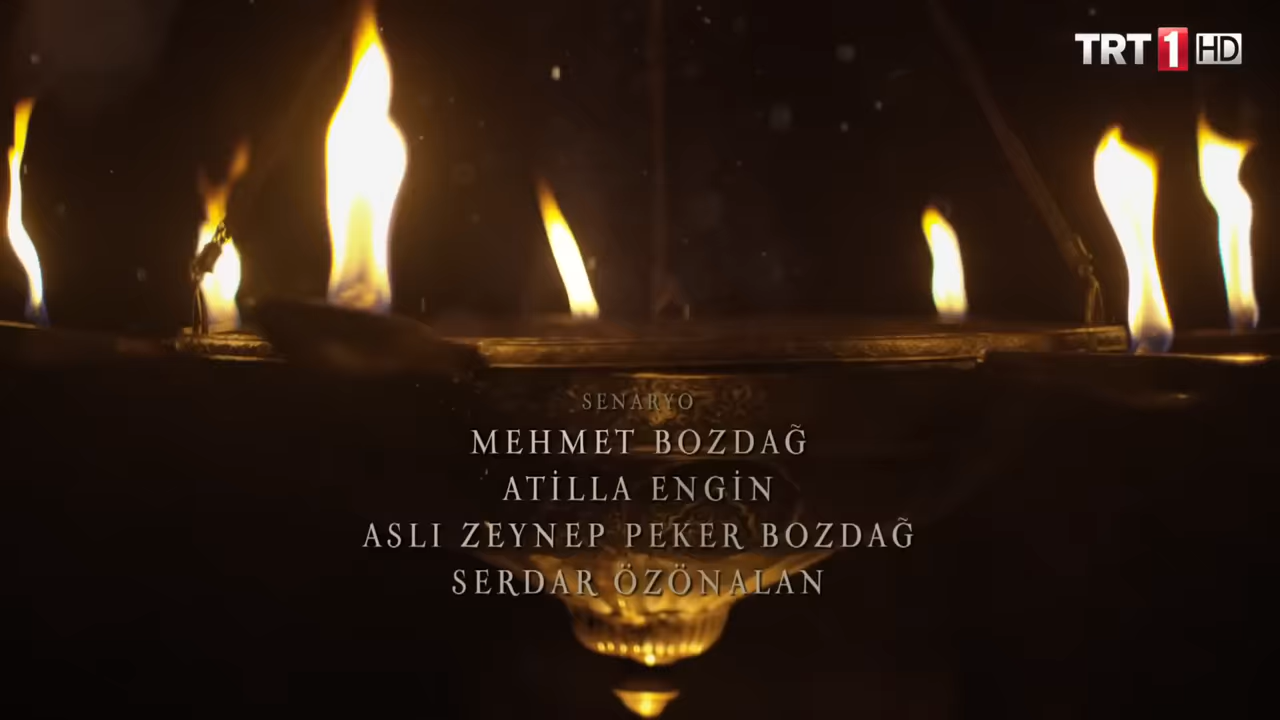 TRT 1 HD
SENARYO
MEHMET BOZDAĞ
ATİLLA ENGİN
ASLI ZEYNEP PEKER BOZDAĞ
SERDAR ÖZÖNALAN